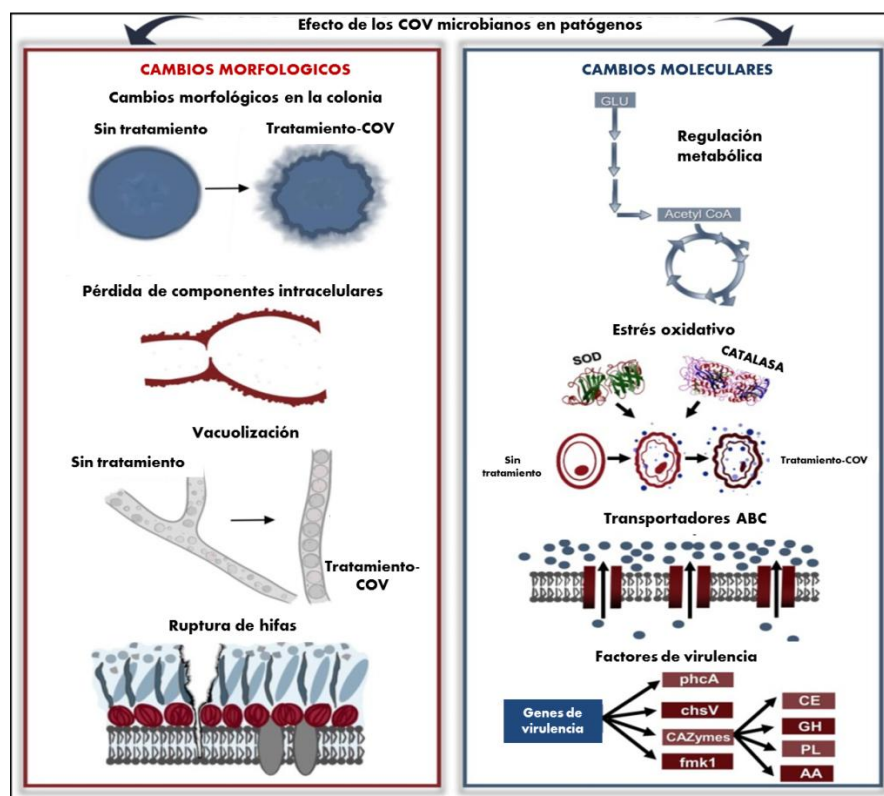 Efecto de los COV microbianos en patógenos
CAMBIOS MORFOLOGICOS
Cambios morfológicos en la colonia
Sin tratamiento
Tratamiento-COV
Pérdida de componentes intracelulares
Vacuolización
Sin tratamiento
Tratamiento-
COV
Ruptura de hifas
CAMBIOS MOLECULARES
GLU
Regulación
metabólica
Acetyl CoA
Estrés oxidativo
SOD
CATALASA
Sin
tratamiento
Tratamiento-COV
Transportadores ABC
Factores de virulencia
Genes de
virulencia
phcA
chsV
CAZymes
fmk1
CE
GH
PL
AA